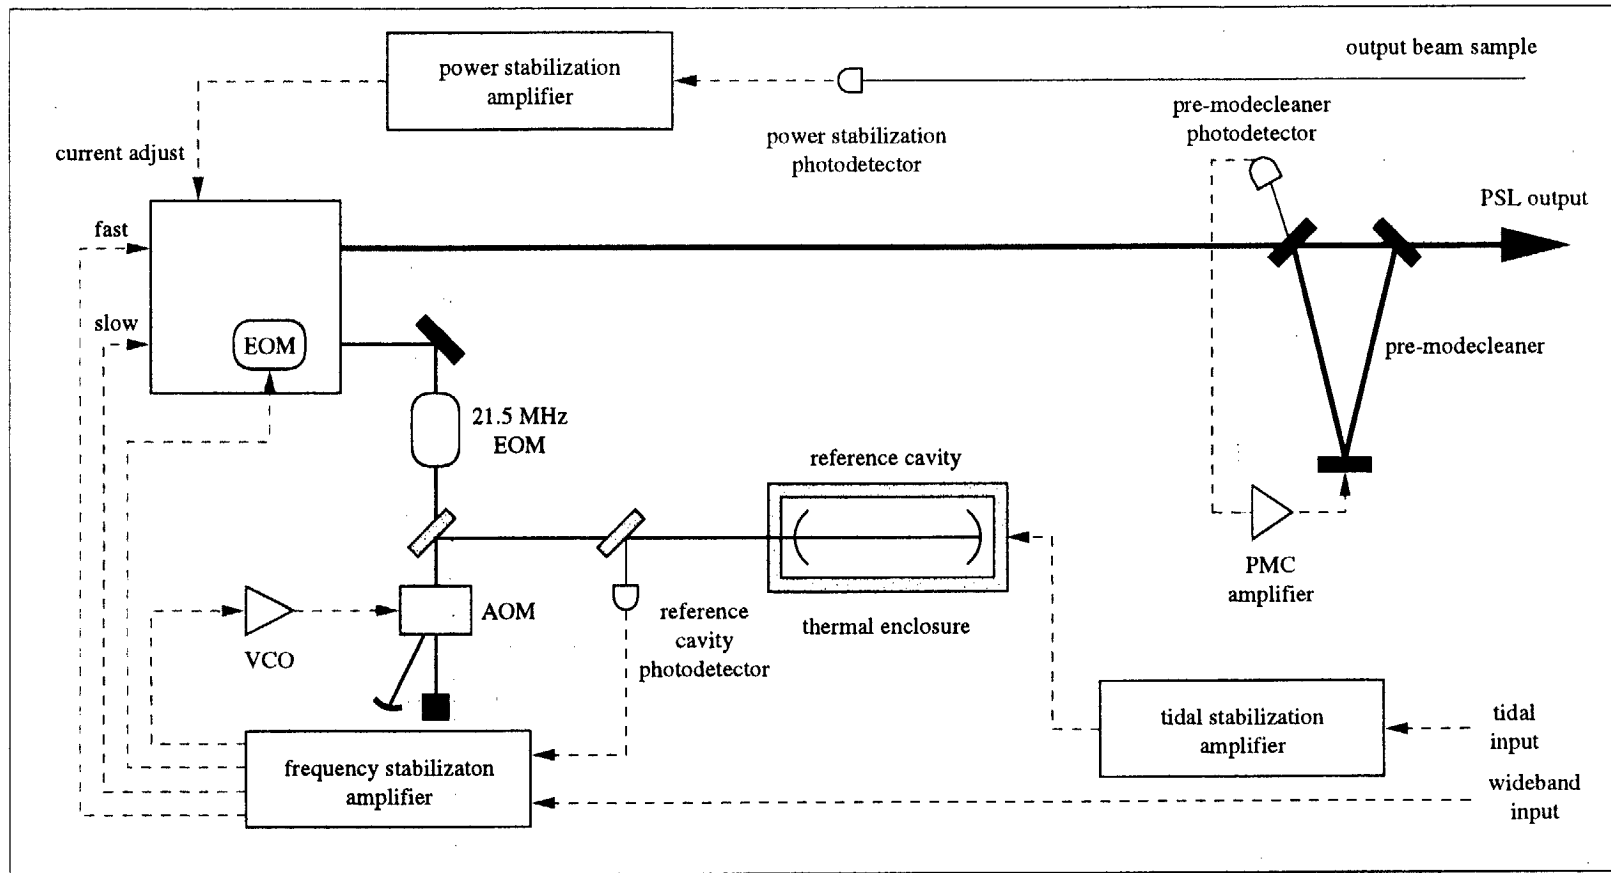 output beam sample
power stabilization
amplifier
pre-modecleaner
photodetector
power stabilization
photodetector
current adjust
PSL output
fast
slow
EOM
pre-modecleaner
21.5 MHz
EOM
reference cavity
PMC
amplifier
AOM
reference
cavity
photodetector
thermal enclosure
VCO
tidal stabilization
amplifier
tidal
input
frequency stabilizaton
amplifier
wideband
input